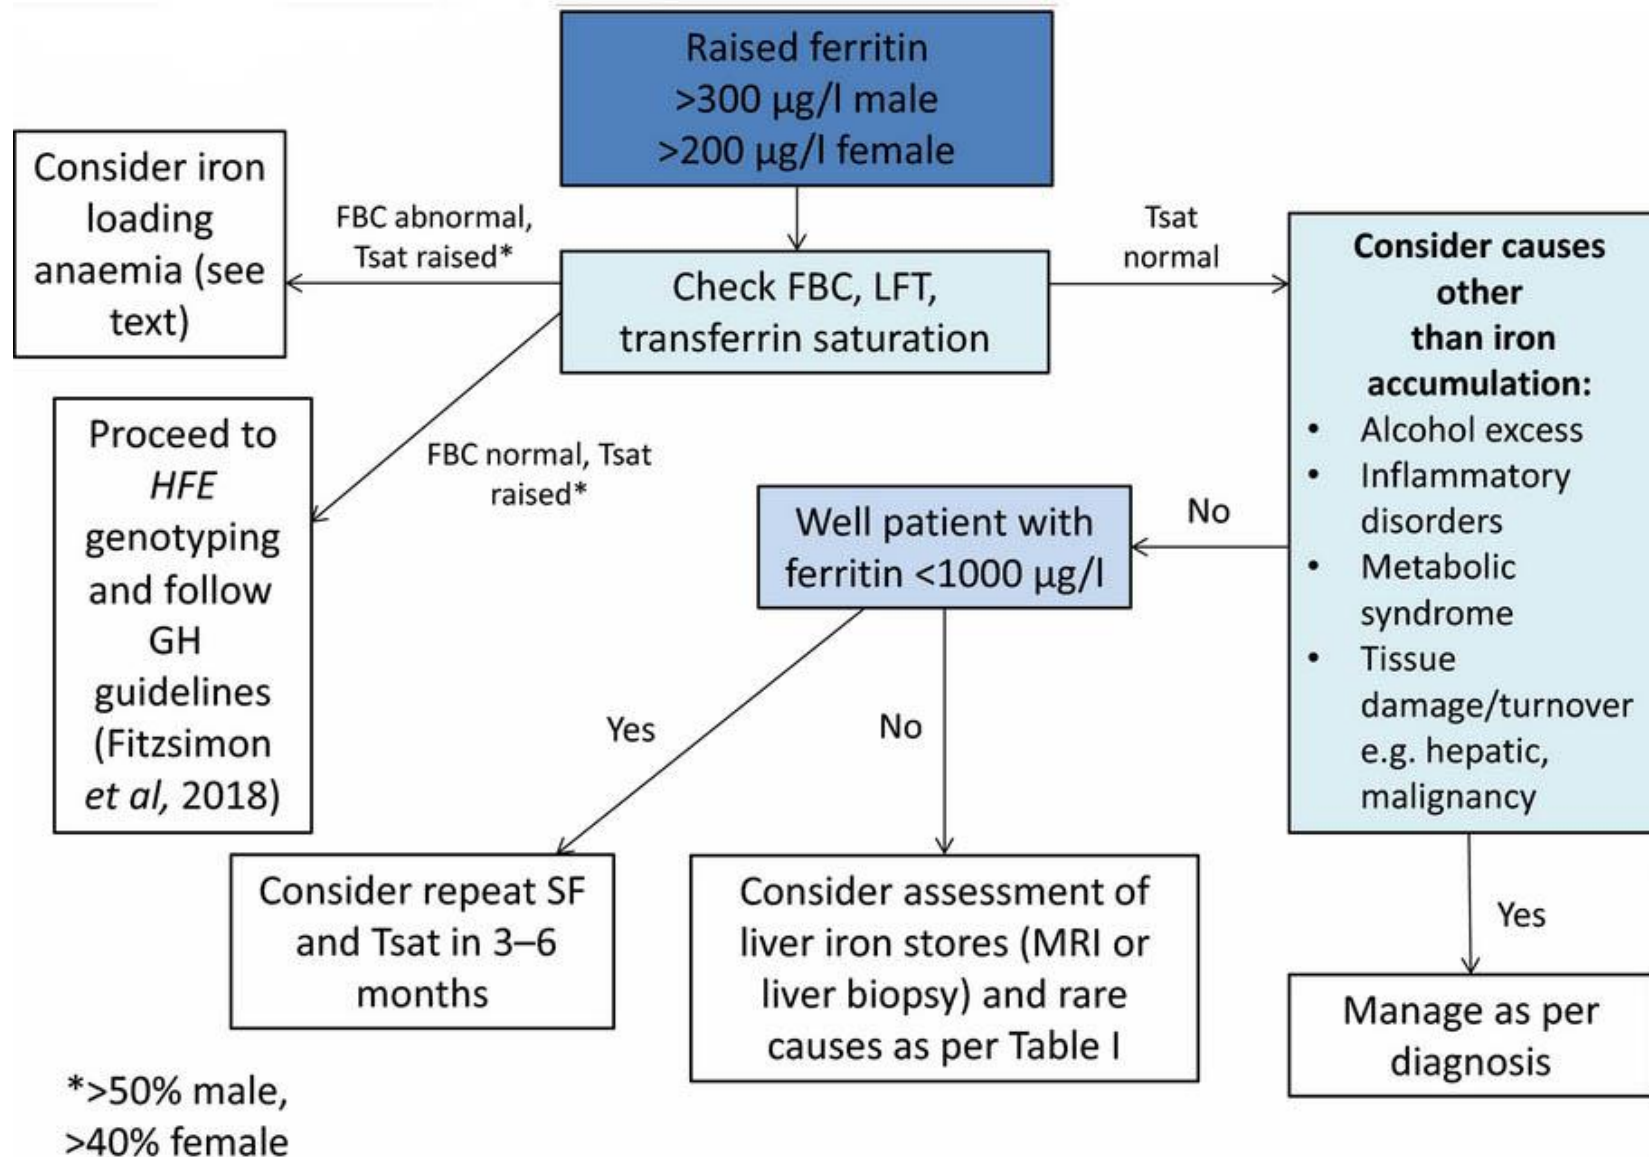 Raised ferritin
>300 µg/l male
>200 µg/l female
Consider iron
loading
anaemia (see
text)
FBC abnormal,
Tsat raised*
Check FBC, LFT,
transferrin saturation
Tsat
normal
Consider causes
other
than iron
accumulation:
• Alcohol excess
• Inflammatory
disorders
• Metabolic
syndrome
• Tissue
damage/turnover
e.g. hepatic,
malignancy
Proceed to
HFE
genotyping
and follow
GH
guidelines
(Fitzsimon
et al, 2018)
FBC normal, Tsat
raised*
Well patient with
ferritin <1000 µg/l
No
Yes
No
Consider repeat SF
and Tsat in 3–6
months
Consider assessment of
liver iron stores (MRI or
liver biopsy) and rare
causes as per Table I
Yes
Manage as per
diagnosis
*>50% male,
>40% female